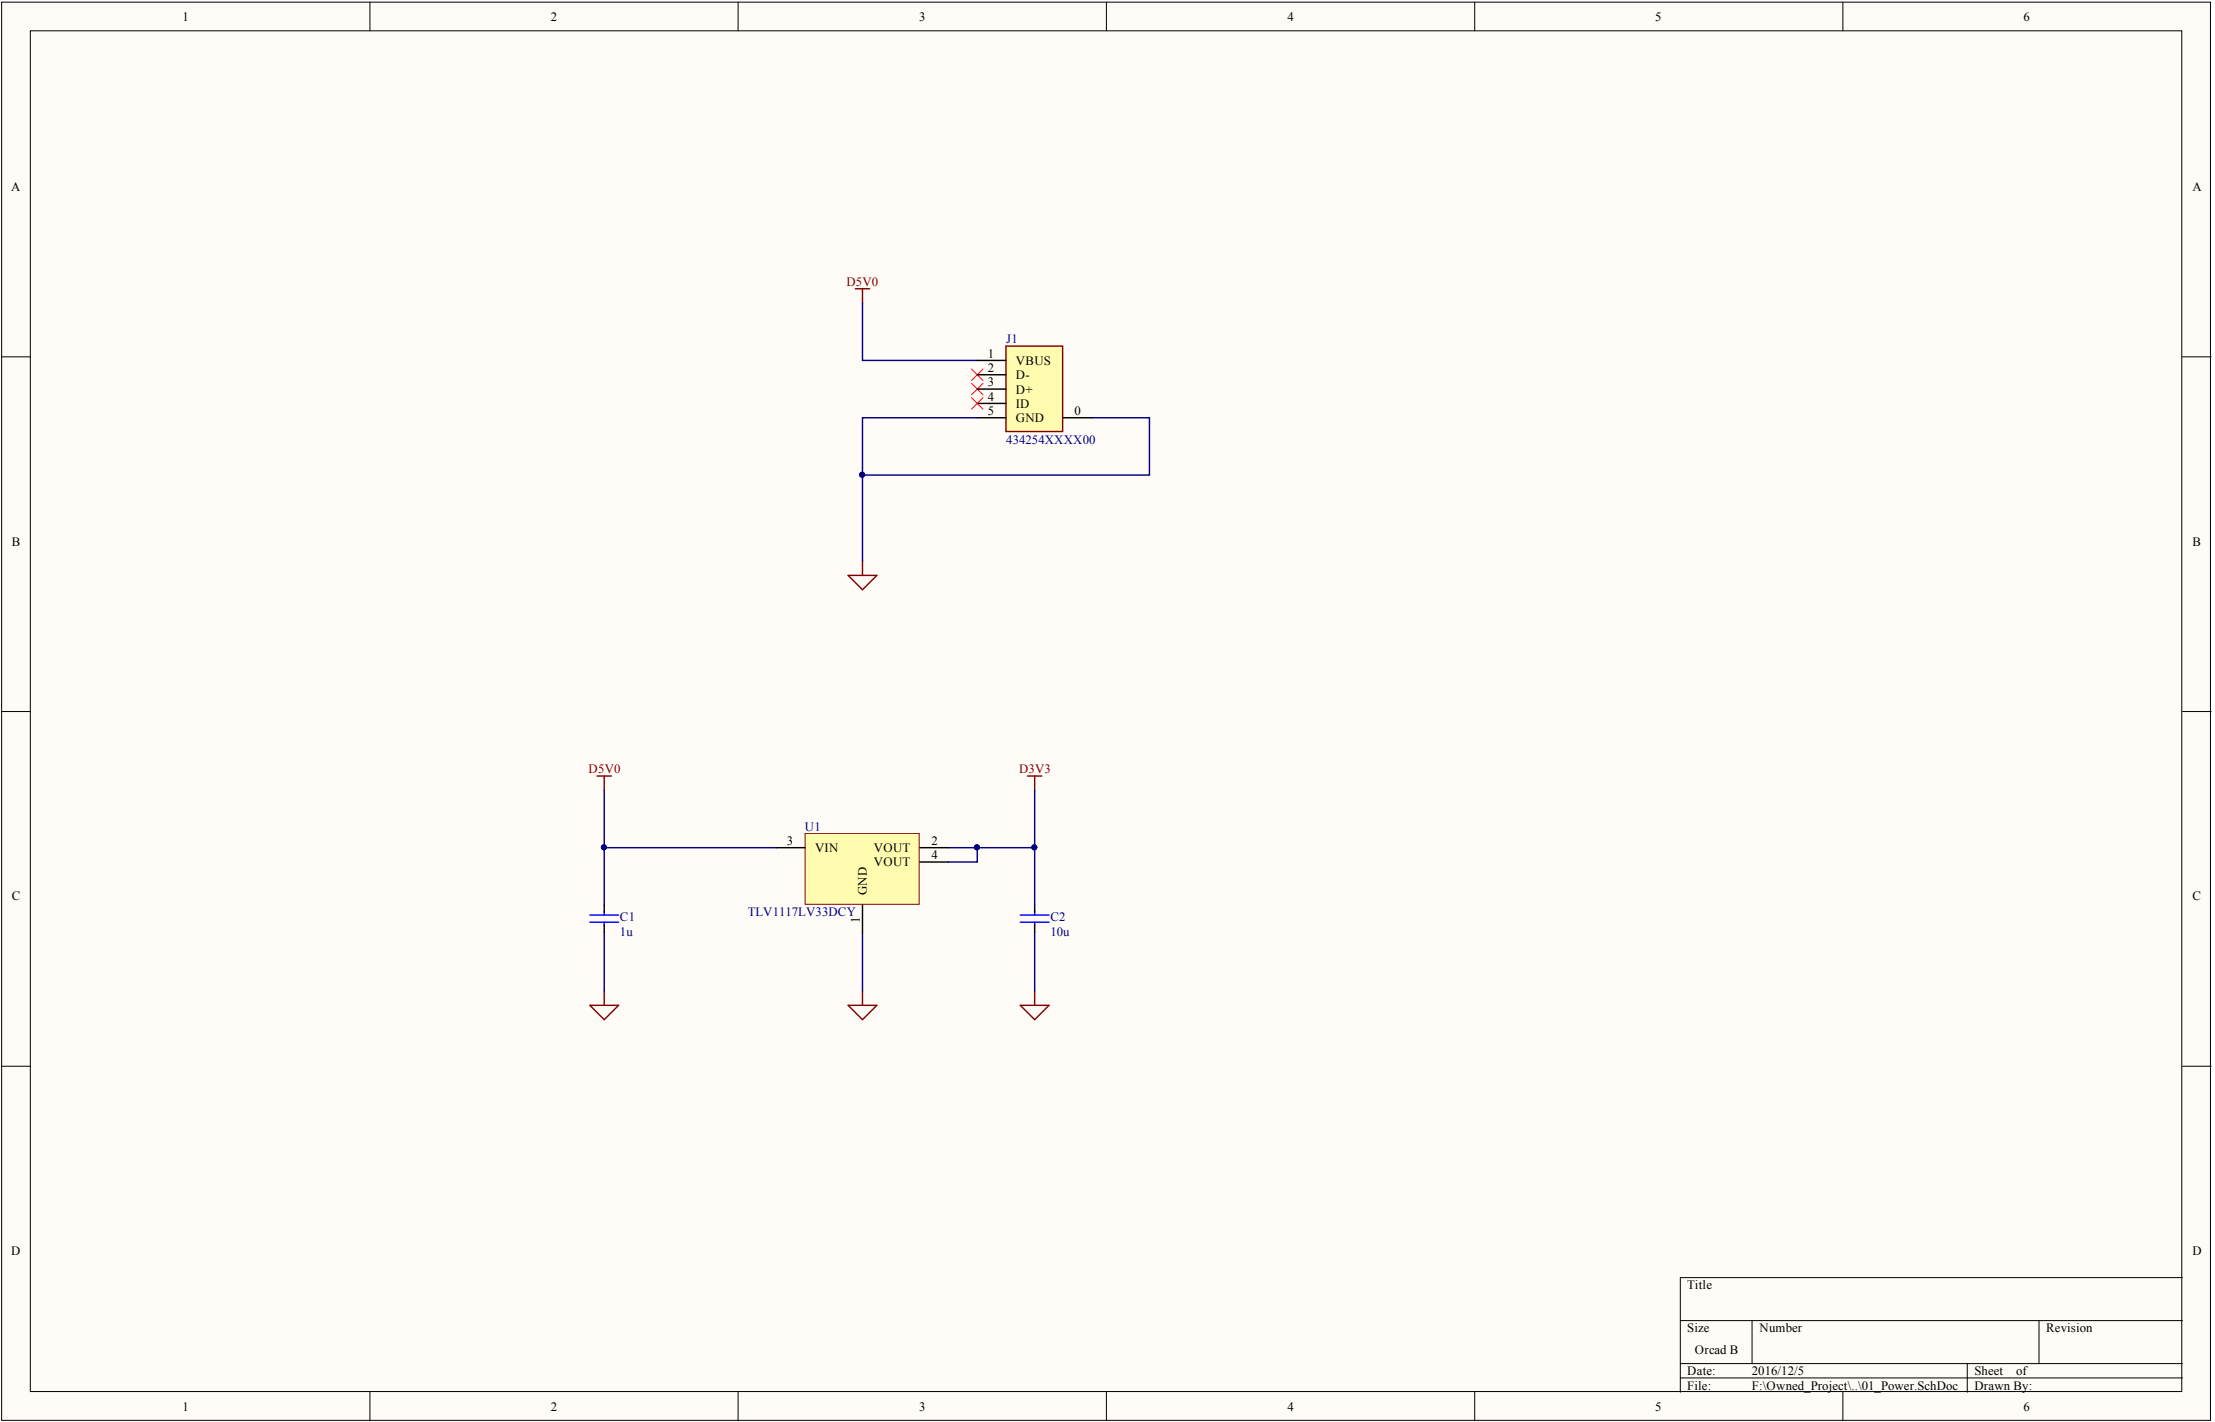 1 2 3 4 5 6
A A
D5V0
J1
1 VBUS
2 D-
3 D+
4 ID
5 GND 0
434254XXXX00
B B
D5V0 D3V3
U1
3 VIN VOUT 2
VOUT 4
GND
TLV1117LV33DCY
1
C1
1u
C2
10u
C C
D D
Title
Size Number Revision
Orcad B
Date: 2016/12/5 Sheet of
File: F:\Owned_Project\..\01_Power.SchDoc Drawn By:
1 2 3 4 5 6